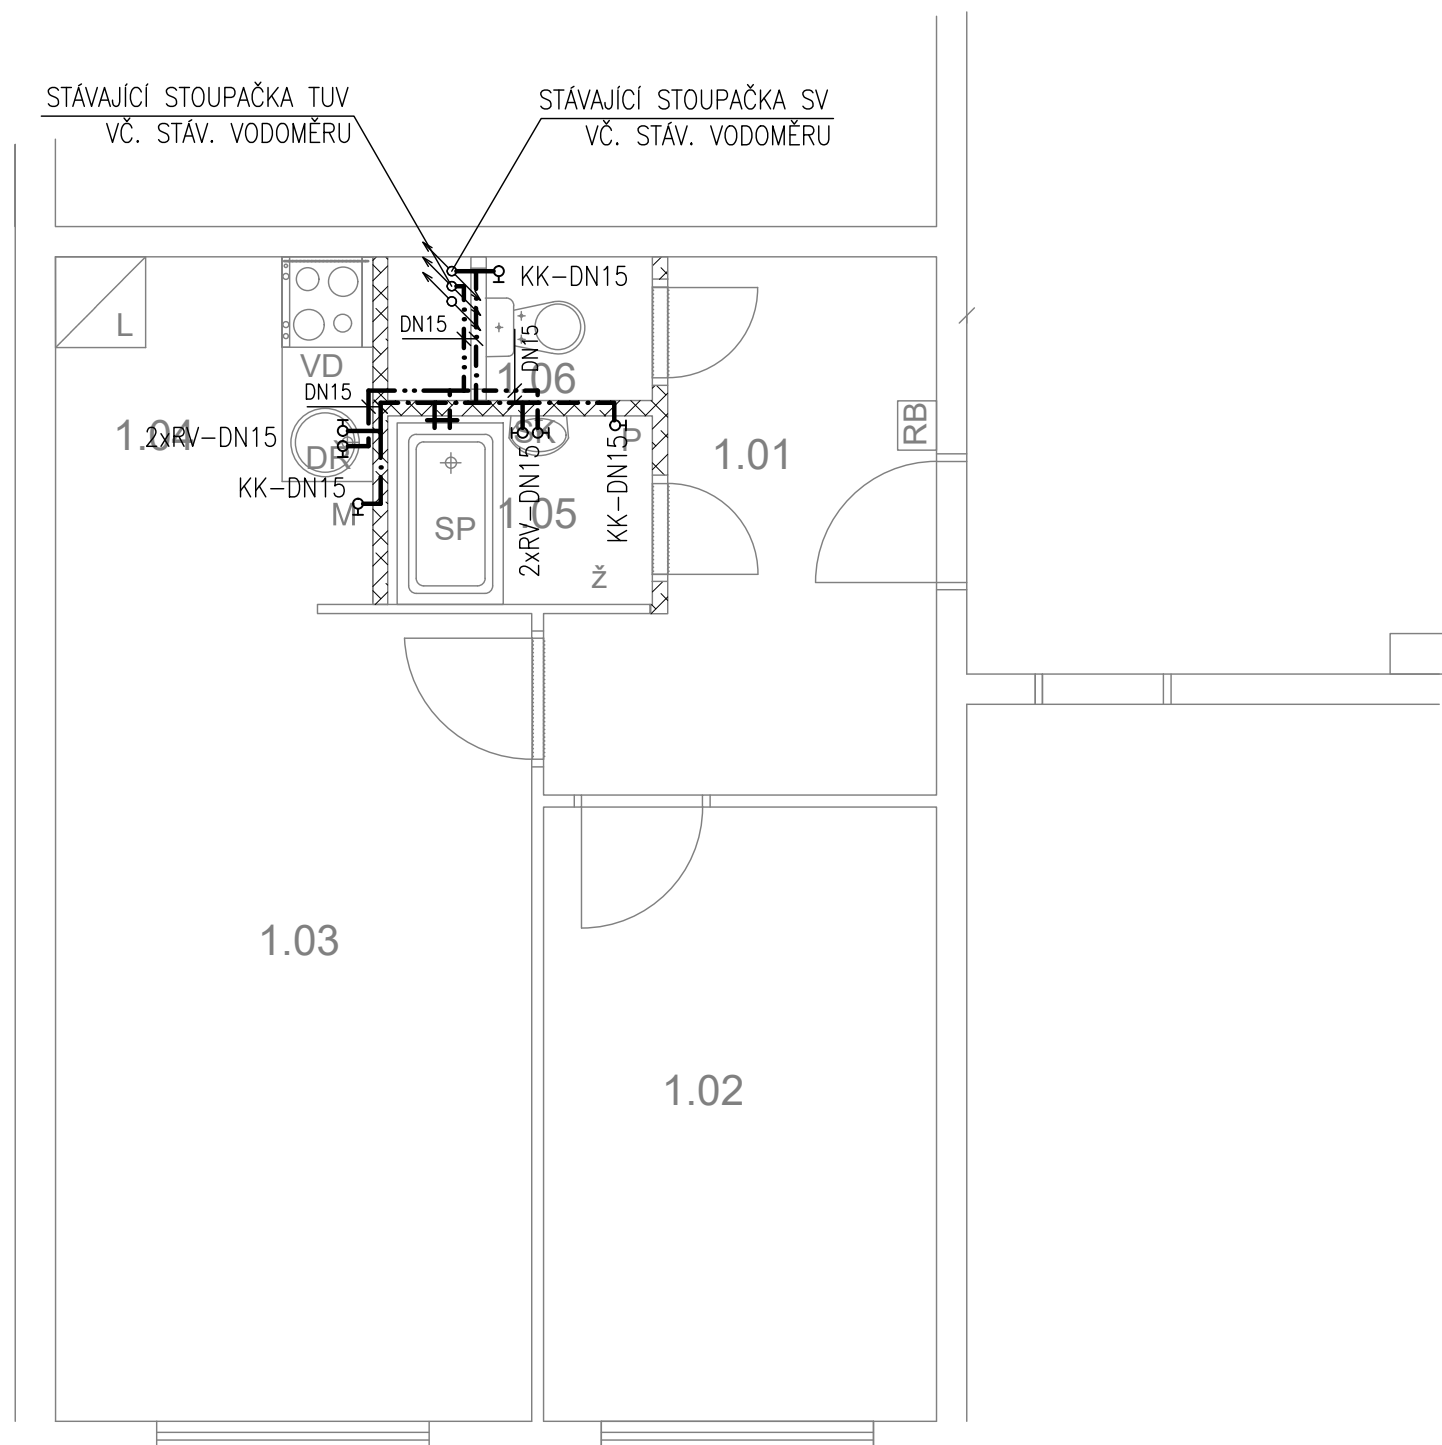 STÁVAJÍCÍ STOUPAČKA TUV
VČ. STÁV. VODOMĚRU
STÁVAJÍCÍ STOUPAČKA SV
VČ. STÁV. VODOMĚRU
KK-DN15
L
DN15
DN15
VD
1.06
DN15
RB
1.04
2xRV-DN15
SK
P
1.01
DŘ
KK-DN15
M
SP
1.05
2xRV-DN15
KK-DN15
Ž
1.03
1.02